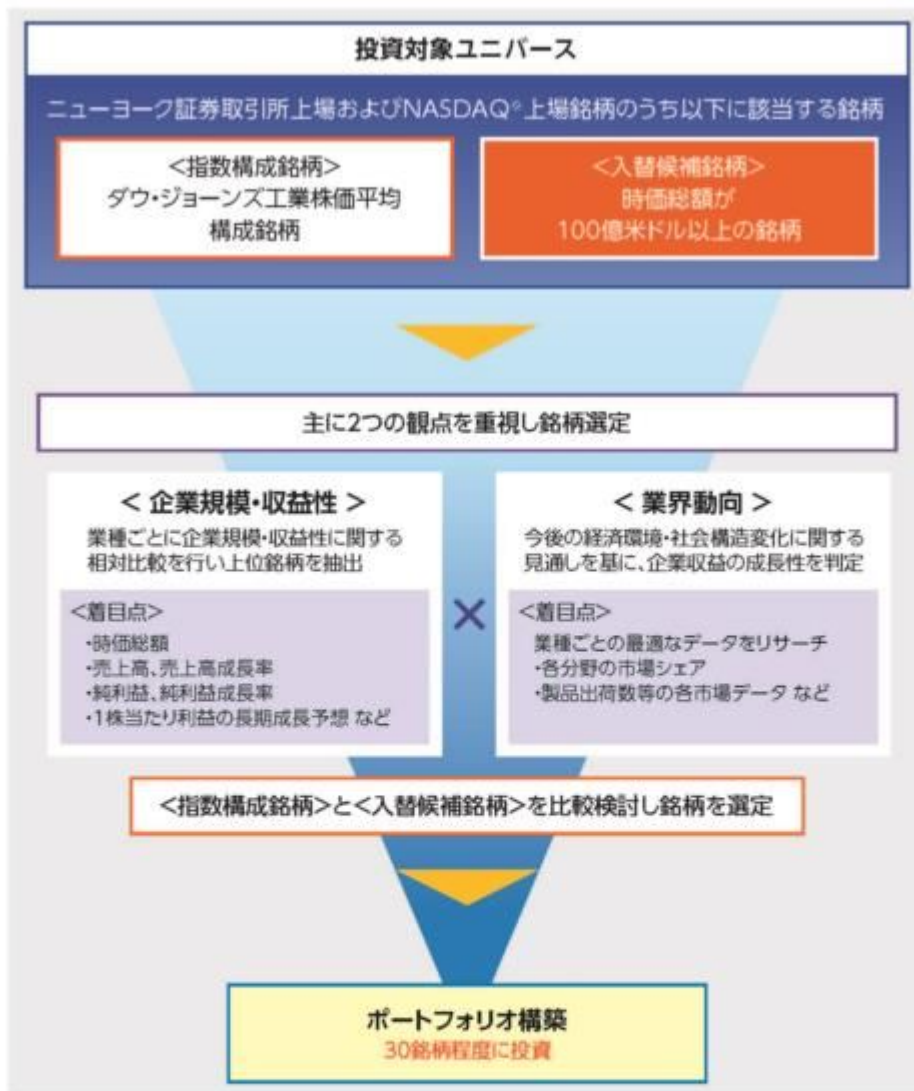 投資対象ユニバース
ニューヨーク証券取引所上場およびNASDAQ®上場銘柄のうち以下に該当する銘柄
<指数構成銘柄>
ダウ・ジョーンズ工業株価平均
構成銘柄
<入替候補銘柄>
時価総額が
100億米ドル以上の銘柄
主に2つの観点を重視し銘柄選定
< 企業規模・収益性 >
業種ごとに企業規模・収益性に関する
相対比較を行い上位銘柄を抽出
<着目点>
・時価総額
・売上高、売上高成長率
・純利益、純利益成長率
・1株当たり利益の長期成長予想 など
×
< 業界動向 >
今後の経済環境・社会構造変化に関する
見通しを基に、企業収益の成長性を判定
<着目点>
業種ごとの最適なデータをリサーチ
・各分野の市場シェア
・製品出荷数等の各市場データ など
<指数構成銘柄>と<入替候補銘柄>を比較検討し銘柄を選定
ポートフォリオ構築
30銘柄程度に投資